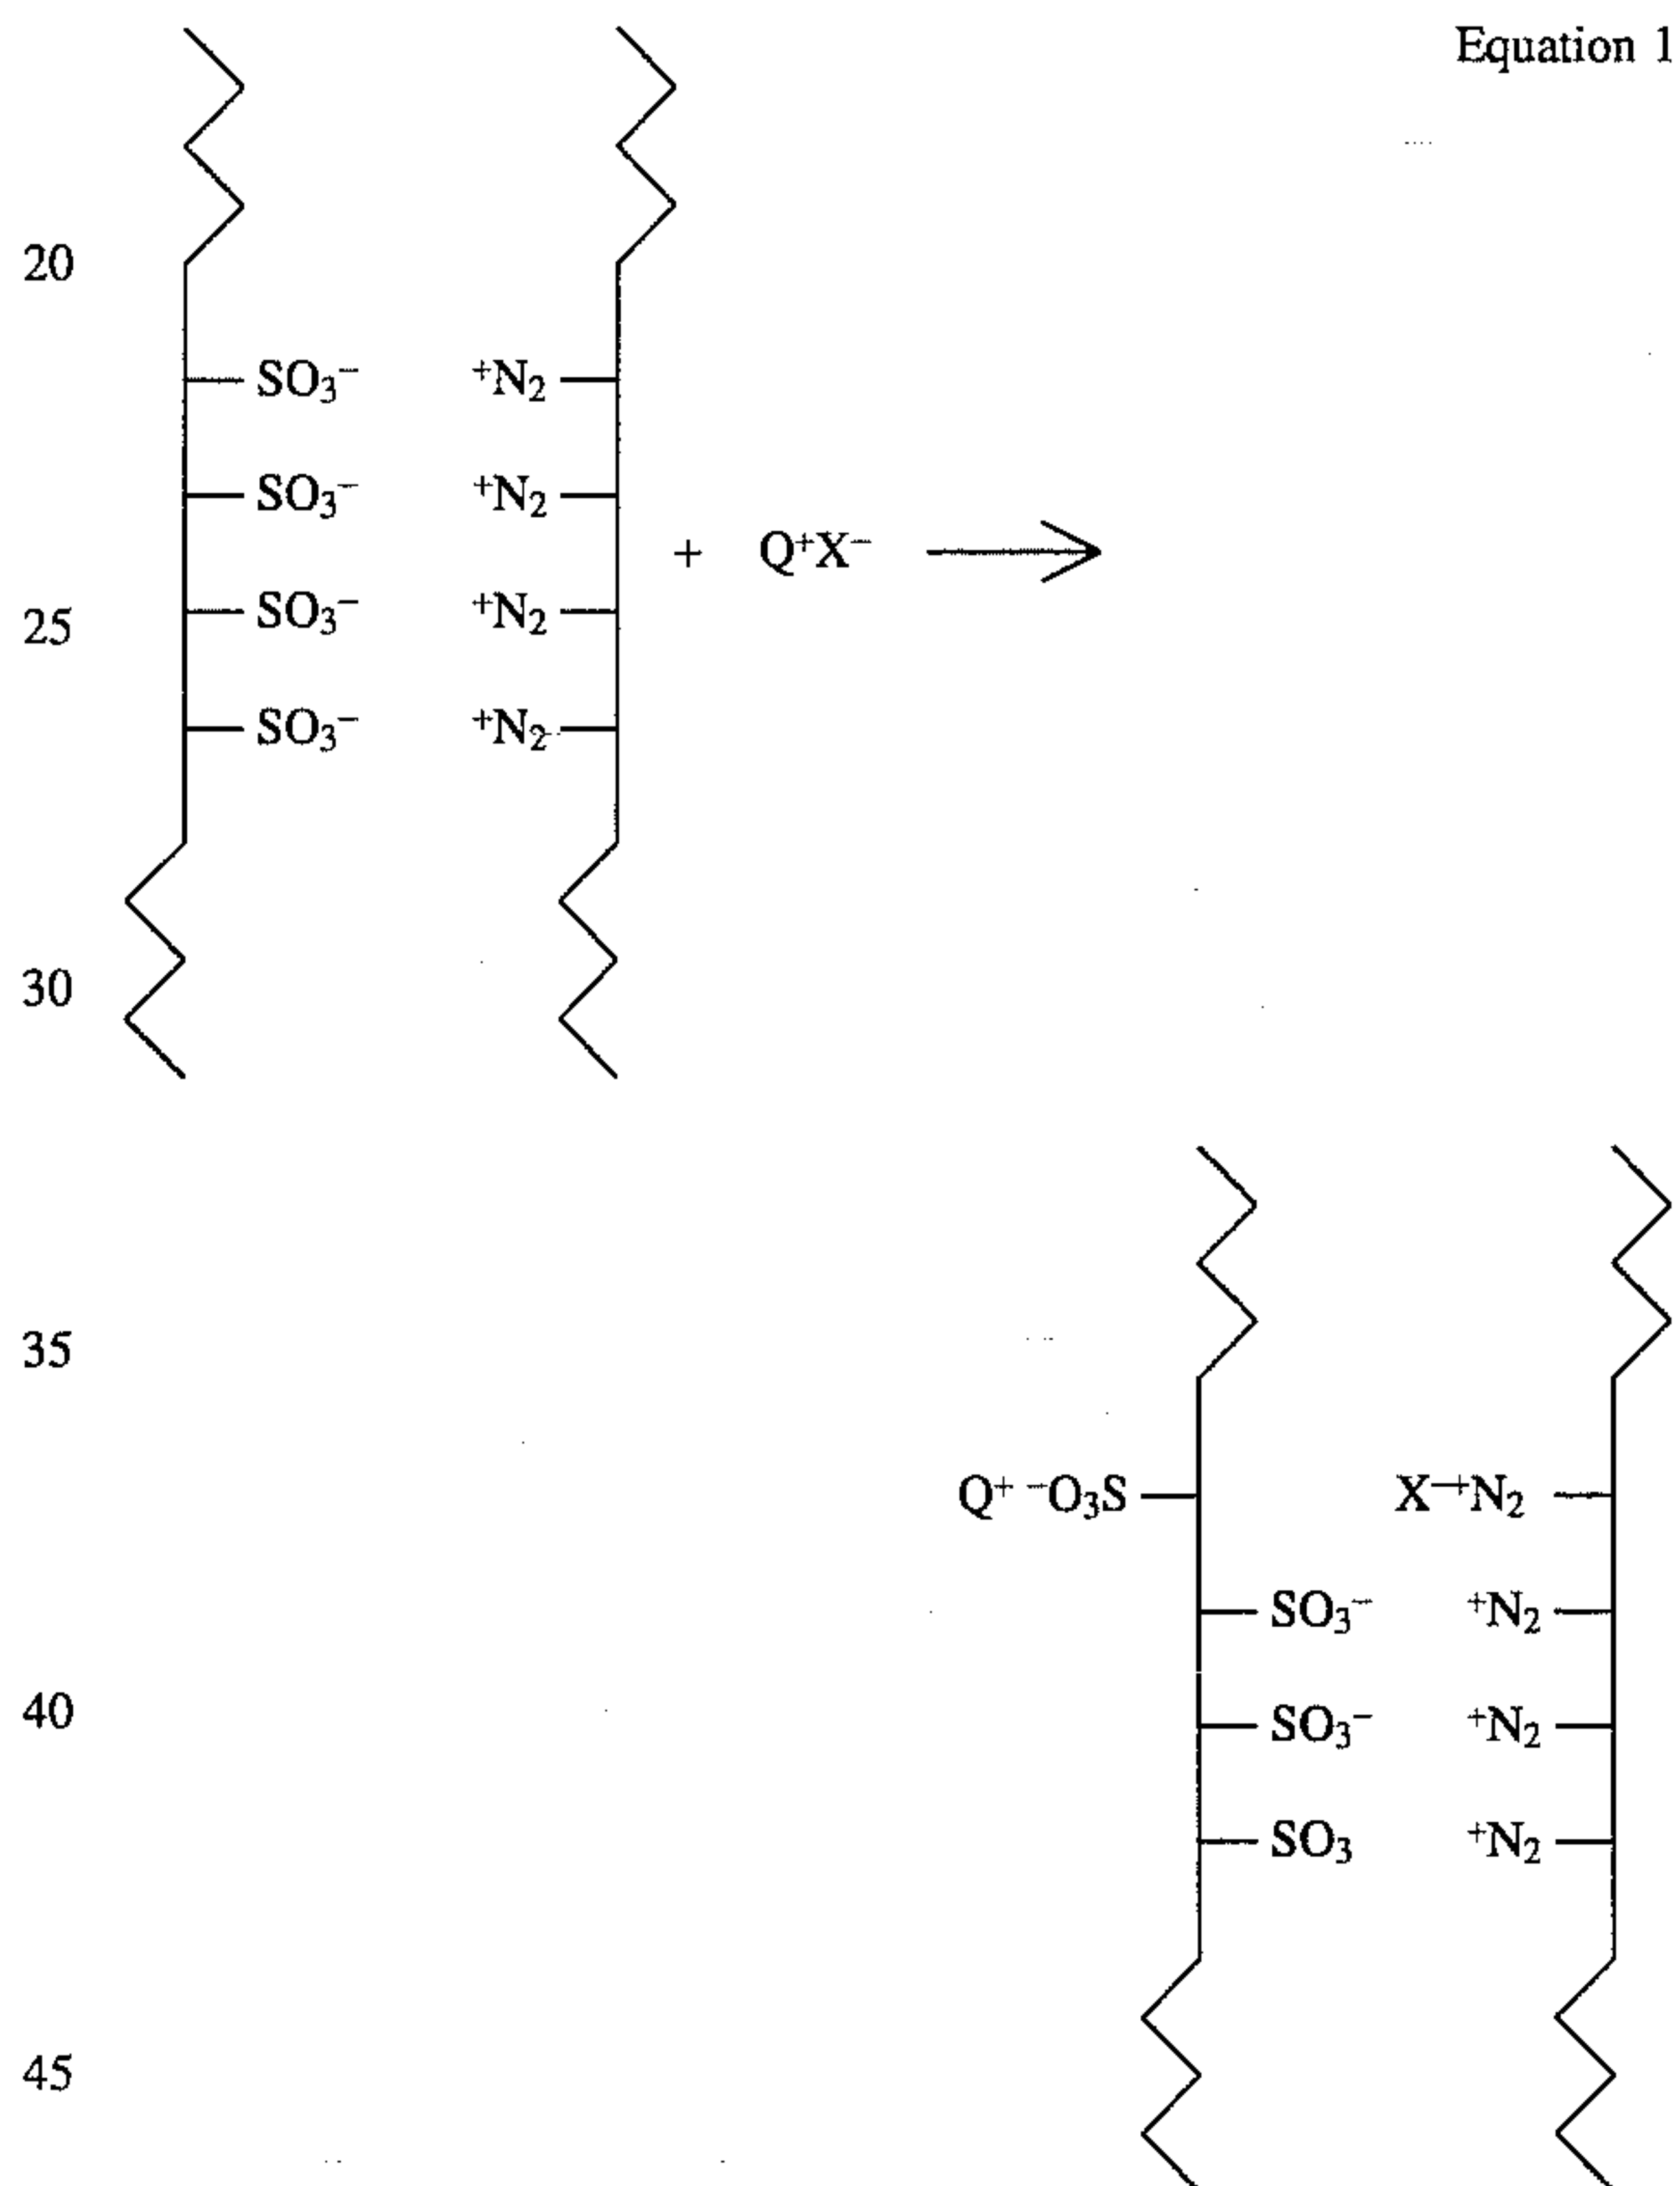 Equation 1
20
SO₃⁻ ⁺N₂
SO₃⁻ ⁺N₂
+ Q⁺X⁻
25 SO₃⁻ ⁺N₂
SO₃⁻ ⁺N₂
30
35
Q⁺ ⁻O₃S X⁻⁺N₂
SO₃⁻ ⁺N₂
40 SO₃⁻ ⁺N₂
SO₃ ⁺N₂
45